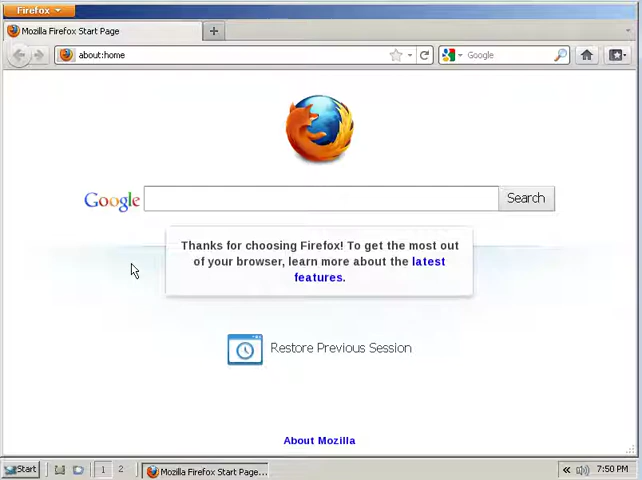 Firefox
Mozilla Firefox Start Page
about:home
Google
Google
Search
Thanks for choosing Firefox! To get the most out
of your browser, learn more about the latest
features.
Restore Previous Session
About Mozilla
Start
1
2
Mozilla Firefox Start Page...
7:50 PM